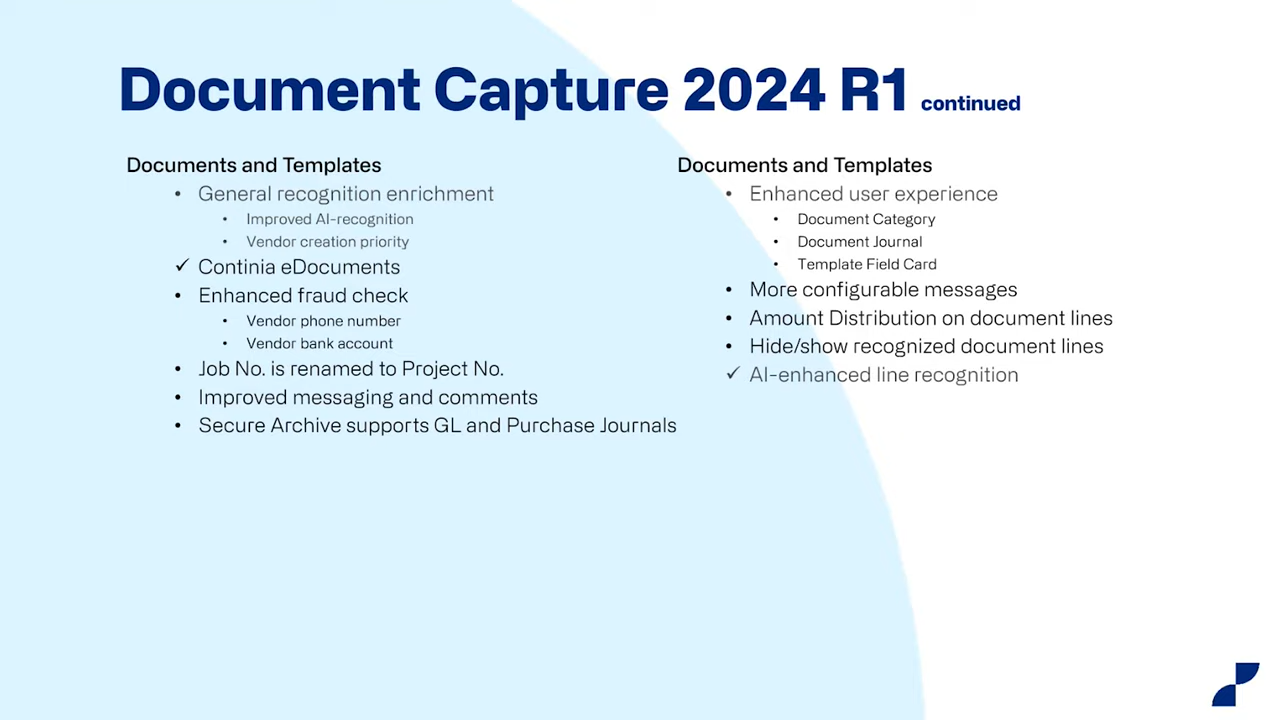 Document Capture 2024 R1 continued
Documents and Templates
• General recognition enrichment
• Improved AI-recognition
• Vendor creation priority
✓ Continia eDocuments
• Enhanced fraud check
• Vendor phone number
• Vendor bank account
• Job No. is renamed to Project No.
• Improved messaging and comments
• Secure Archive supports GL and Purchase Journals
Documents and Templates
• Enhanced user experience
• Document Category
• Document Journal
• Template Field Card
• More configurable messages
• Amount Distribution on document lines
• Hide/show recognized document lines
✓ AI-enhanced line recognition